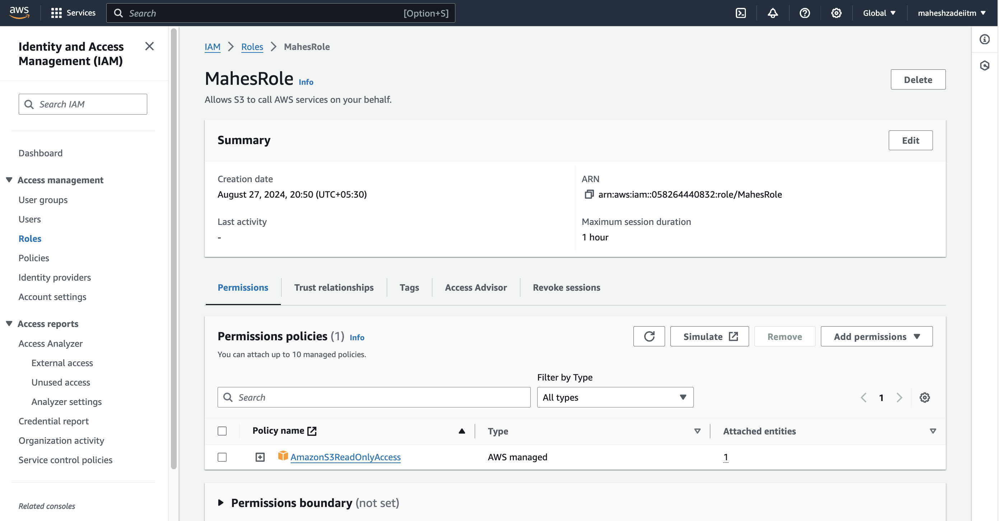 aws
Services
Search
[Option+S]
Global
maheshzadeiitm
Identity and Access
Management (IAM)
Search IAM
Dashboard
Access management
User groups
Users
Roles
Policies
Identity providers
Account settings
Access reports
Access Analyzer
External access
Unused access
Analyzer settings
Credential report
Organization activity
Service control policies
Related consoles
IAM
Roles
MahesRole
MahesRole
Info
Delete
Allows S3 to call AWS services on your behalf.
Summary
Edit
Creation date
August 27, 2024, 20:50 (UTC+05:30)
ARN
arn:aws:iam::058264440832:role/MahesRole
Last activity
-
Maximum session duration
1 hour
Permissions
Trust relationships
Tags
Access Advisor
Revoke sessions
Permissions policies (1)
Info
Simulate
Remove
Add permissions
You can attach up to 10 managed policies.
Filter by Type
Search
All types
1
Policy name
Type
Attached entities
AmazonS3ReadOnlyAccess
AWS managed
1
Permissions boundary (not set)